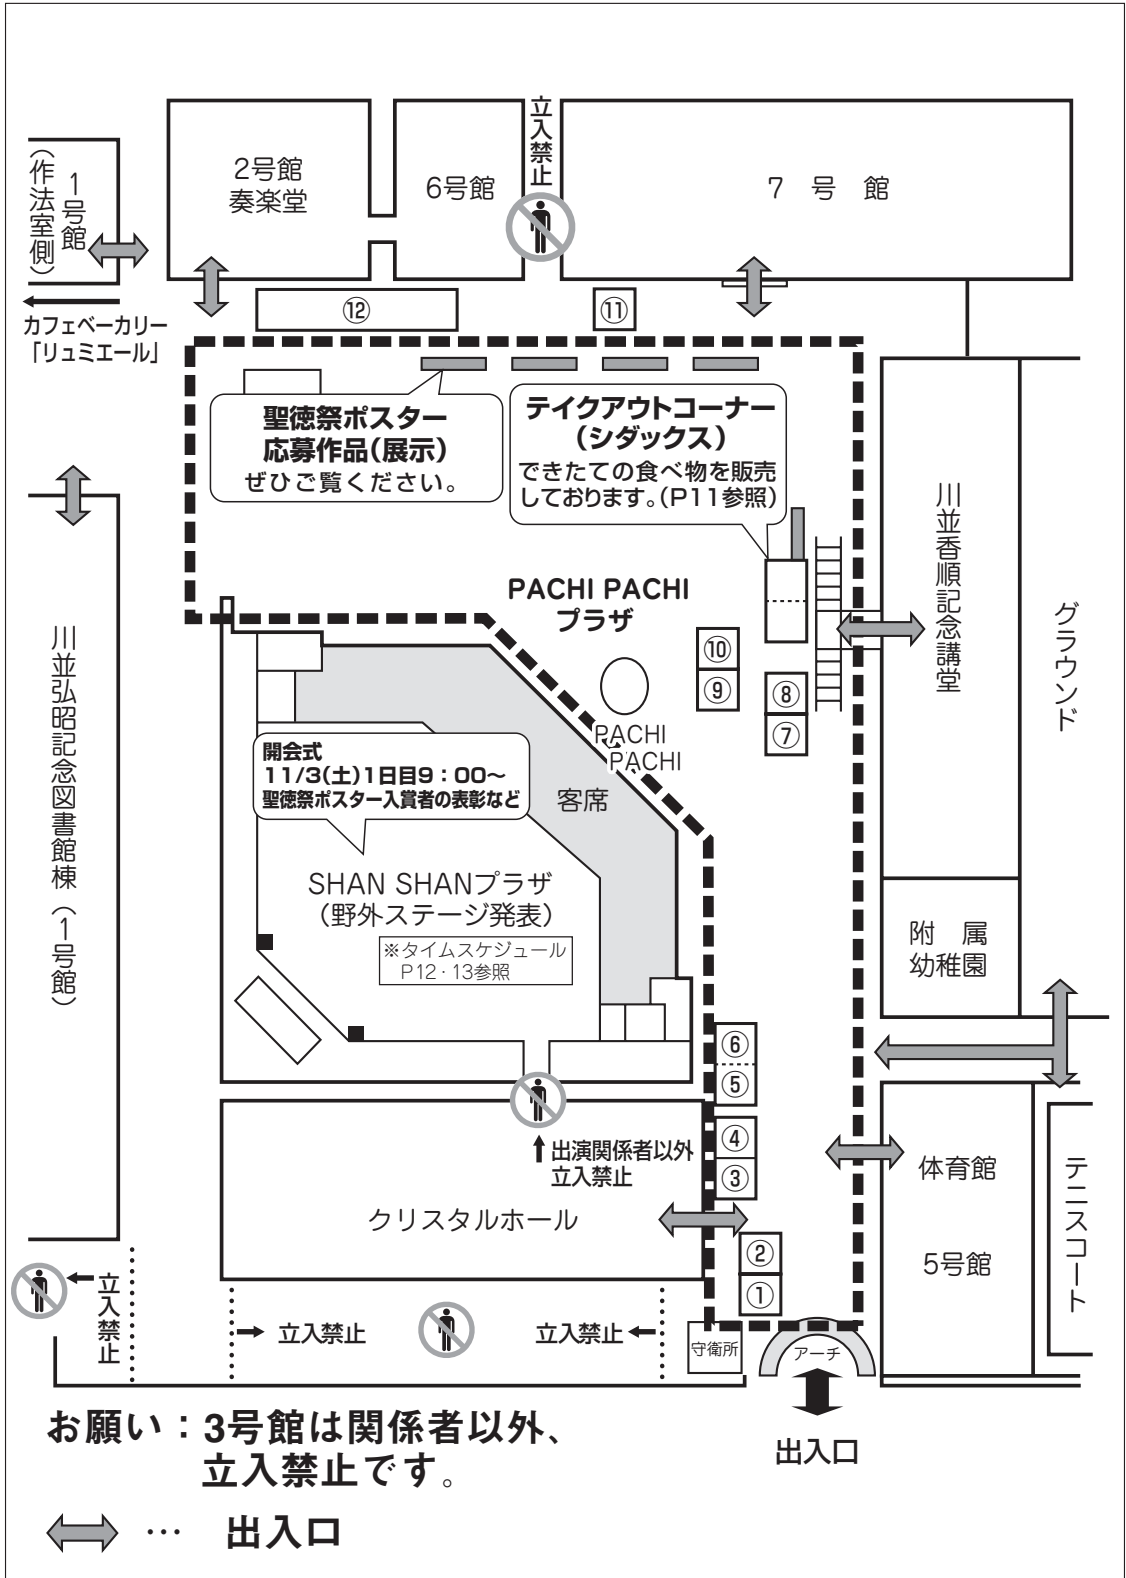 立入禁止
2号館
奏楽堂
6号館
7 号 館
1号館
(作法室側)
カフェベーカリー
「リュミエール」
⑫
⑪
聖徳祭ポスター
応募作品(展示)
ぜひご覧ください。
テイクアウトコーナー
(シダックス)
できたての食べ物を販売
しております。(P11参照)
川並香順記念講堂
グラウンド
PACHI PACHI
プラザ
⑩
⑨
⑧
⑦
PACHI
PACHI
川並弘昭記念図書館棟(1号館)
開会式
11/3(土)1日目9:00〜
聖徳祭ポスター入賞者の表彰など
客席
SHAN SHANプラザ
(野外ステージ発表)
※タイムスケジュール
P12・13参照
附 属
幼稚園
⑥
⑤
④
③
出演関係者以外
立入禁止
クリスタルホール
体育館
5号館
テニスコート
②
①
立入禁止
立入禁止
立入禁止
守衛所
アーチ
出入口
お願い:3号館は関係者以外、
立入禁止です。
… 出入口